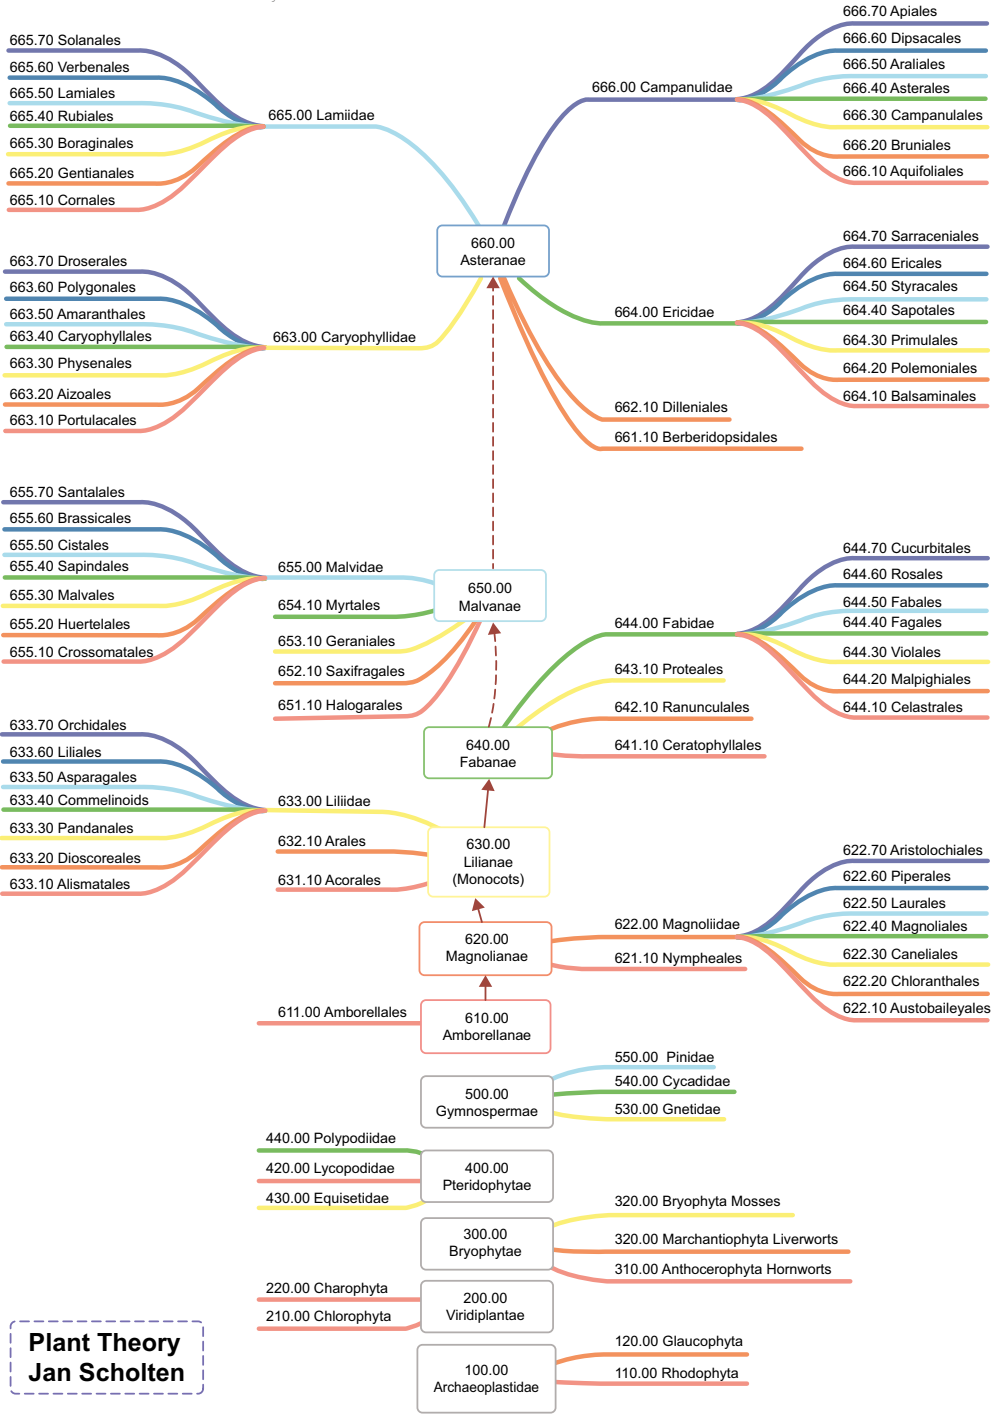 665.70 Solanales
665.60 Verbenales
665.50 Lamiales
665.40 Rubiales
665.30 Boraginales
665.20 Gentianales
665.10 Cornales
665.00 Lamiidae
666.00 Campanulidae
666.70 Apiales
666.60 Dipsacales
666.50 Araliales
666.40 Asterales
666.30 Campanulales
666.20 Bruniales
666.10 Aquifoliales
660.00
Asteranae
663.70 Droserales
663.60 Polygonales
663.50 Amaranthales
663.40 Caryophyllales
663.30 Physenales
663.20 Aizoales
663.10 Portulacales
663.00 Caryophyllidae
664.00 Ericidae
664.70 Sarraceniales
664.60 Ericales
664.50 Styracales
664.40 Sapotales
664.30 Primulales
664.20 Polemoniales
664.10 Balsaminales
662.10 Dilleniales
661.10 Berberidopsidales
655.70 Santalales
655.60 Brassicales
655.50 Cistales
655.40 Sapindales
655.30 Malvales
655.20 Huertelales
655.10 Crossomatales
655.00 Malvidae
654.10 Myrtales
653.10 Geraniales
652.10 Saxifragales
651.10 Halogarales
650.00
Malvanae
644.00 Fabidae
643.10 Proteales
642.10 Ranunculales
641.10 Ceratophyllales
644.70 Cucurbitales
644.60 Rosales
644.50 Fabales
644.40 Fagales
644.30 Violales
644.20 Malpighiales
644.10 Celastrales
640.00
Fabanae
633.70 Orchidales
633.60 Liliales
633.50 Asparagales
633.40 Commelinoids
633.30 Pandanales
633.20 Dioscoreales
633.10 Alismatales
633.00 Liliidae
632.10 Arales
631.10 Acorales
630.00
Lilianae
(Monocots)
620.00
Magnolianae
622.00 Magnoliidae
621.10 Nympheales
622.70 Aristolochiales
622.60 Piperales
622.50 Laurales
622.40 Magnoliales
622.30 Caneliales
622.20 Chloranthales
622.10 Austobaileyales
611.00 Amborellales
610.00
Amborellanae
500.00
Gymnospermae
550.00 Pinidae
540.00 Cycadidae
530.00 Gnetidae
440.00 Polypodiidae
420.00 Lycopodidae
430.00 Equisetidae
400.00
Pteridophytae
300.00
Bryophytae
320.00 Bryophyta Mosses
320.00 Marchantiophyta Liverworts
310.00 Anthocerophyta Hornworts
220.00 Charophyta
210.00 Chlorophyta
200.00
Viridiplantae
100.00
Archaeoplastidae
120.00 Glaucophyta
110.00 Rhodophyta
Plant Theory
Jan Scholten